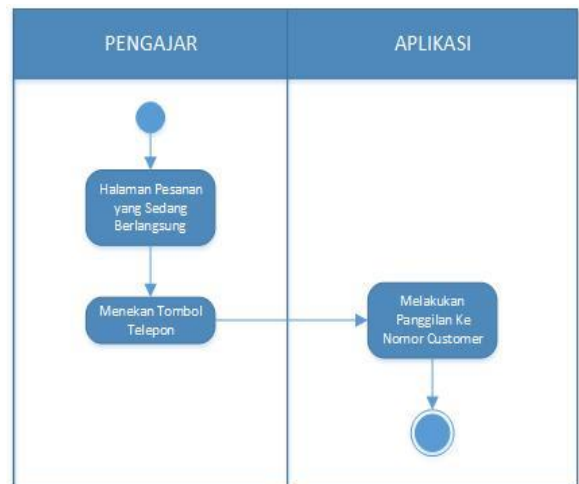 PENGAJAR
APLIKASI
Halaman Pesanan
yang Sedang
Berlangsung
Menekan Tombol
Telepon
Melakukan
Panggilan Ke
Nomor Customer